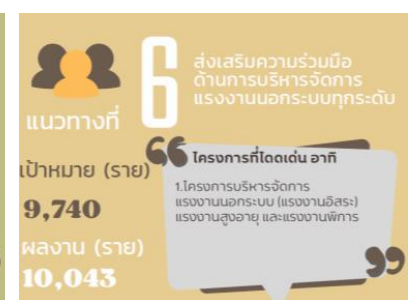 แนวทางที่
6
ส่งเสริมความร่วมมือ
ด้านการบริหารจัดการ
แรงงานนอกระบบทุกระดับ
เป้าหมาย (ราย)
9,740
ผลงาน (ราย)
10,043
โครงการที่โดดเด่น อาทิ
1.โครงการบริหารจัดการ
แรงงานนอกระบบ (แรงงานอิสระ)
แรงงานสูงอายุ และแรงงานพิการ